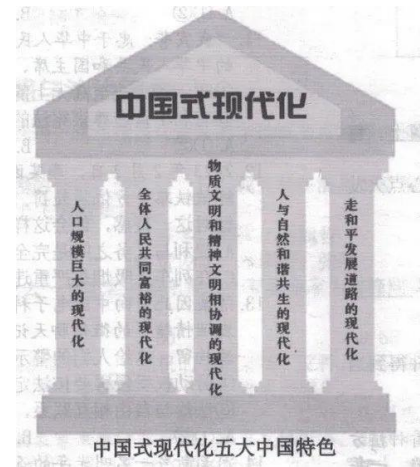 中国式现代化
人口规模巨大的现代化
全体人民共同富裕的现代化
物质文明和精神文明相协调的现代化
人与自然和谐共生的现代化
走和平发展道路的现代化
中国式现代化五大中国特色